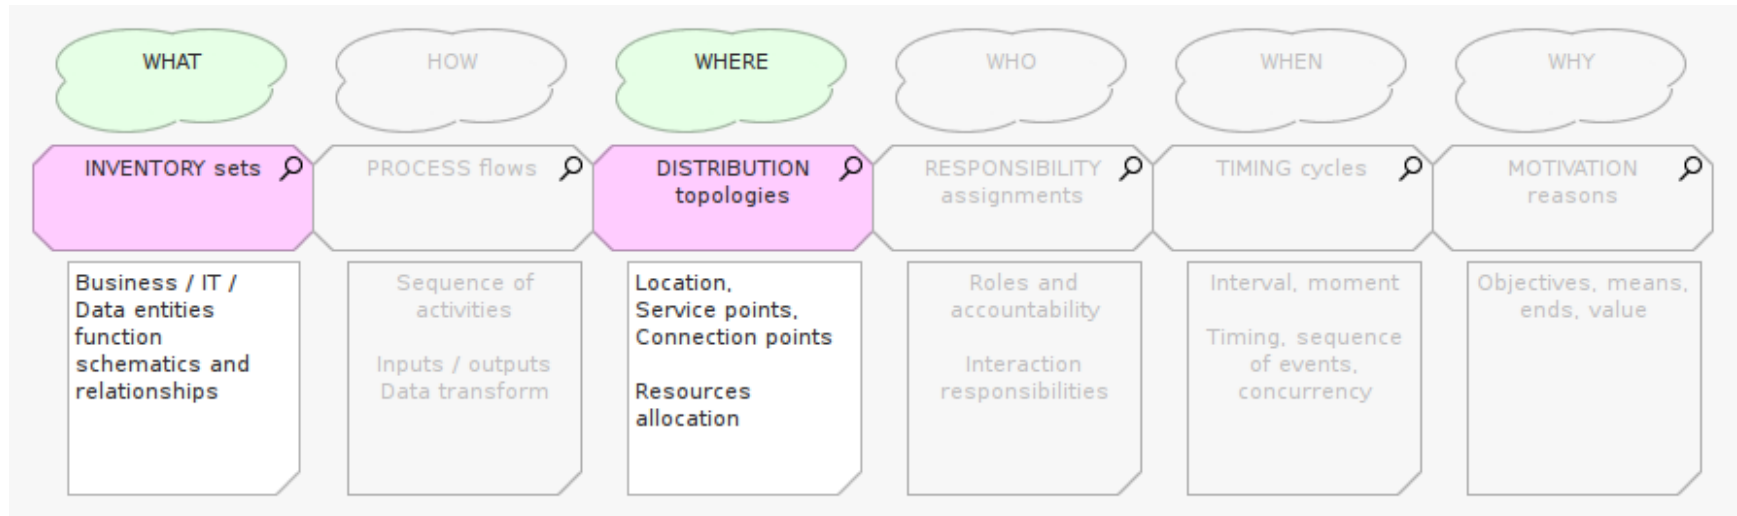 WHAT
HOW
WHERE
WHO
WHEN
WHY
INVENTORY sets
PROCESS flows
DISTRIBUTION
topologies
RESPONSIBILITY
assignments
TIMING cycles
MOTIVATION
reasons
Business / IT /
Data entities
function
schematics and
relationships
Sequence of
activities
Inputs / outputs
Data transform
Location,
Service points,
Connection points
Resources
allocation
Roles and
accountability
Interaction
responsibilities
Interval, moment
Timing, sequence
of events,
concurrency
Objectives, means,
ends, value